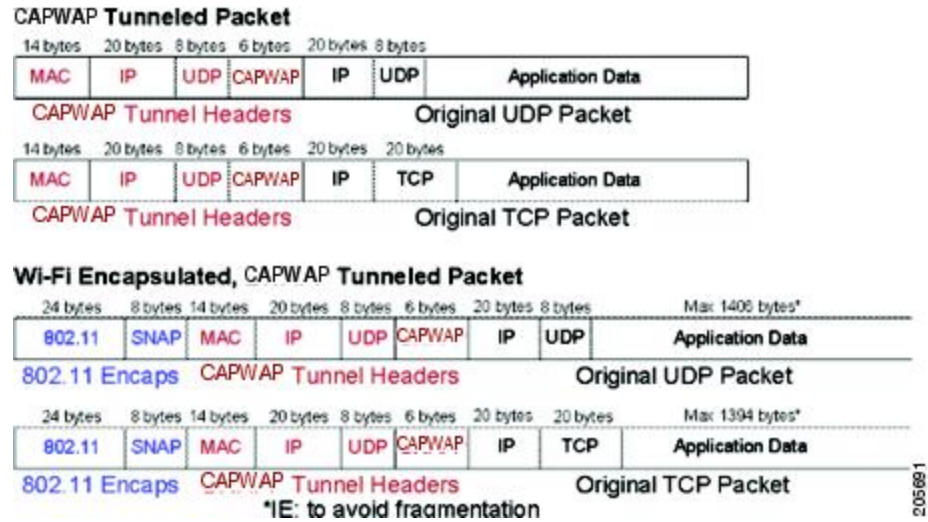 CAPWAP Tunneled Packet
14 bytes 20 bytes 8 bytes 6 bytes 20 bytes 8 bytes
MAC IP UDP CAPWAP IP UDP Application Data
CAPWAP Tunnel Headers Original UDP Packet
14 bytes 20 bytes 8 bytes 6 bytes 20 bytes 20 bytes
MAC IP UDP CAPWAP IP TCP Application Data
CAPWAP Tunnel Headers Original TCP Packet
Wi-Fi Encapsulated, CAPWAP Tunneled Packet
24 bytes 8 bytes 14 bytes 20 bytes 8 bytes 6 bytes 20 bytes 8 bytes Max 1406 bytes*
802.11 SNAP MAC IP UDP CAPWAP IP UDP Application Data
802.11 Encaps CAPWAP Tunnel Headers Original UDP Packet
24 bytes 8 bytes 14 bytes 20 bytes 8 bytes 6 bytes 20 bytes 20 bytes Max 1394 bytes*
802.11 SNAP MAC IP UDP CAPWAP IP TCP Application Data
802.11 Encaps CAPWAP Tunnel Headers Original TCP Packet
*IE: to avoid fragmentation
205691